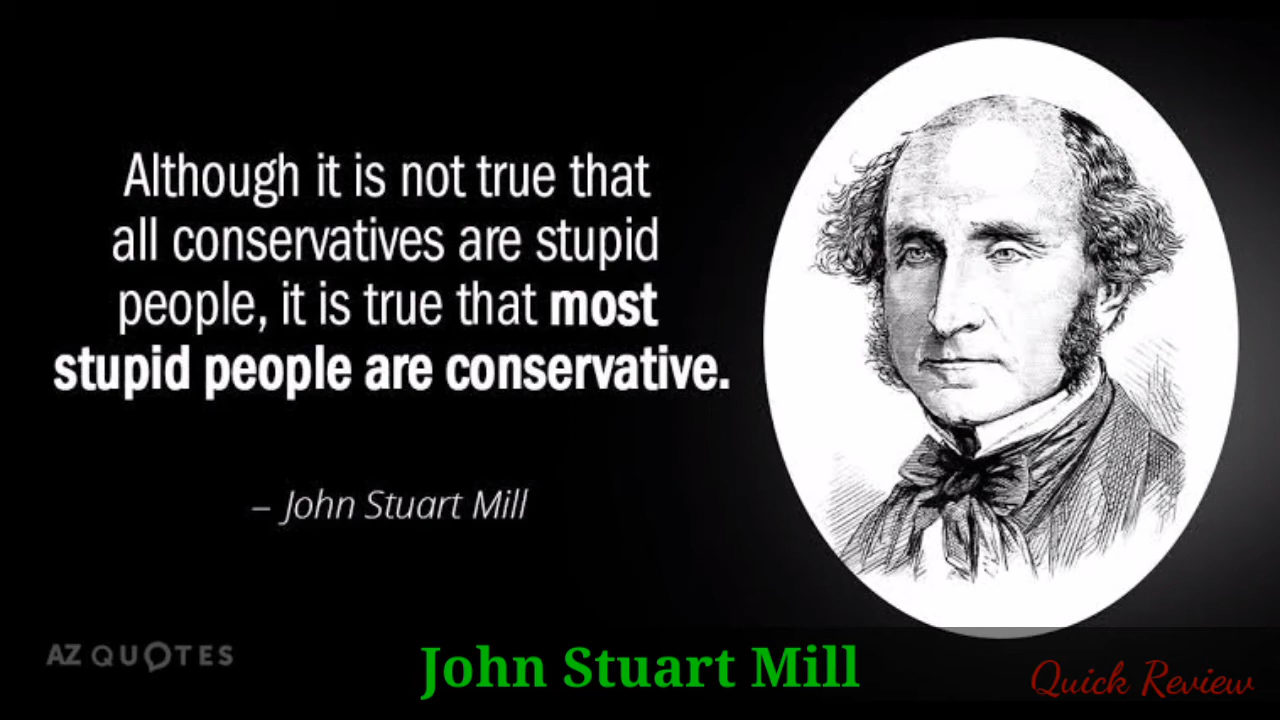 Although it is not true that
all conservatives are stupid
people, it is true that most
stupid people are conservative.
– John Stuart Mill
AZ QUOTES
John Stuart Mill
Quick Review